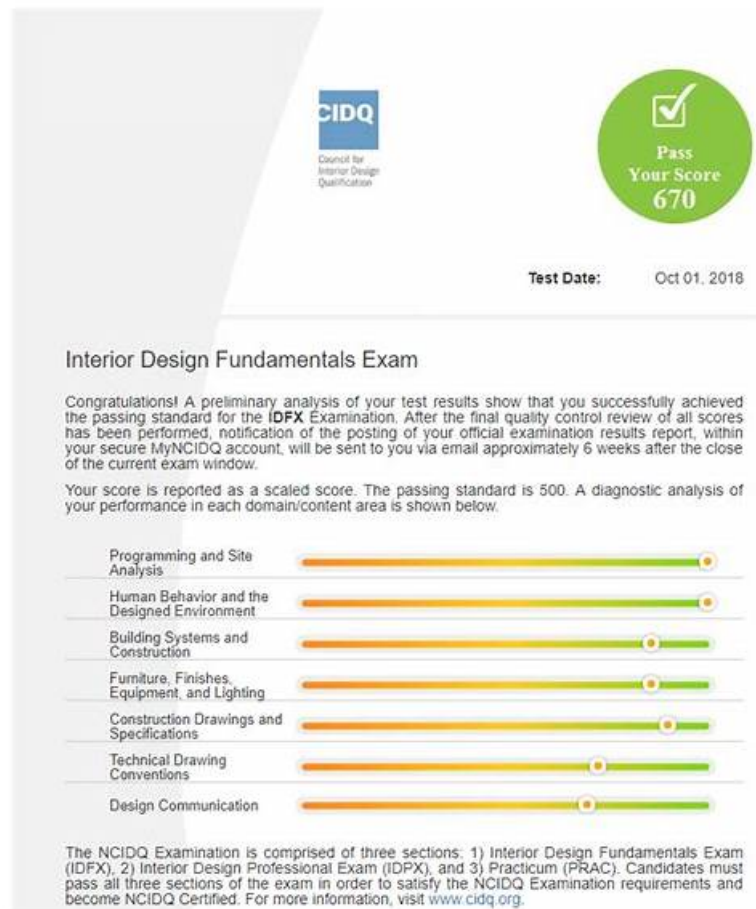 CIDQ
Council for
Interior Design
Qualification
Pass
Your Score
670
Test Date: Oct 01, 2018
Interior Design Fundamentals Exam
Congratulations! A preliminary analysis of your test results show that you successfully achieved
the passing standard for the IDFX Examination. After the final quality control review of all scores
has been performed, notification of the posting of your official examination results report, within
your secure MyNCIDQ account, will be sent to you via email approximately 6 weeks after the close
of the current exam window.
Your score is reported as a scaled score. The passing standard is 500. A diagnostic analysis of
your performance in each domain/content area is shown below.
Programming and Site
Analysis
Human Behavior and the
Designed Environment
Building Systems and
Construction
Furniture, Finishes,
Equipment, and Lighting
Construction Drawings and
Specifications
Technical Drawing
Conventions
Design Communication
The NCIDQ Examination is comprised of three sections: 1) Interior Design Fundamentals Exam
(IDFX), 2) Interior Design Professional Exam (IDPX), and 3) Practicum (PRAC). Candidates must
pass all three sections of the exam in order to satisfy the NCIDQ Examination requirements and
become NCIDQ Certified. For more information, visit www.cidq.org.